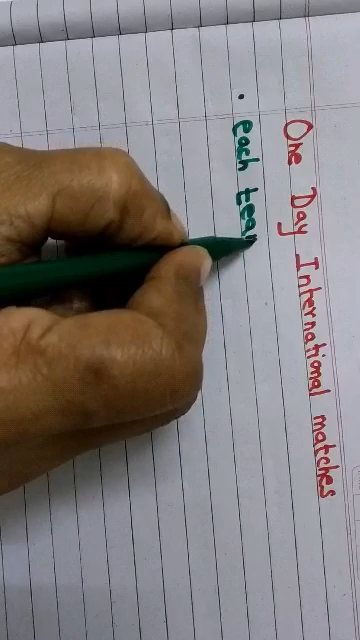 One Day International matches
• each tea